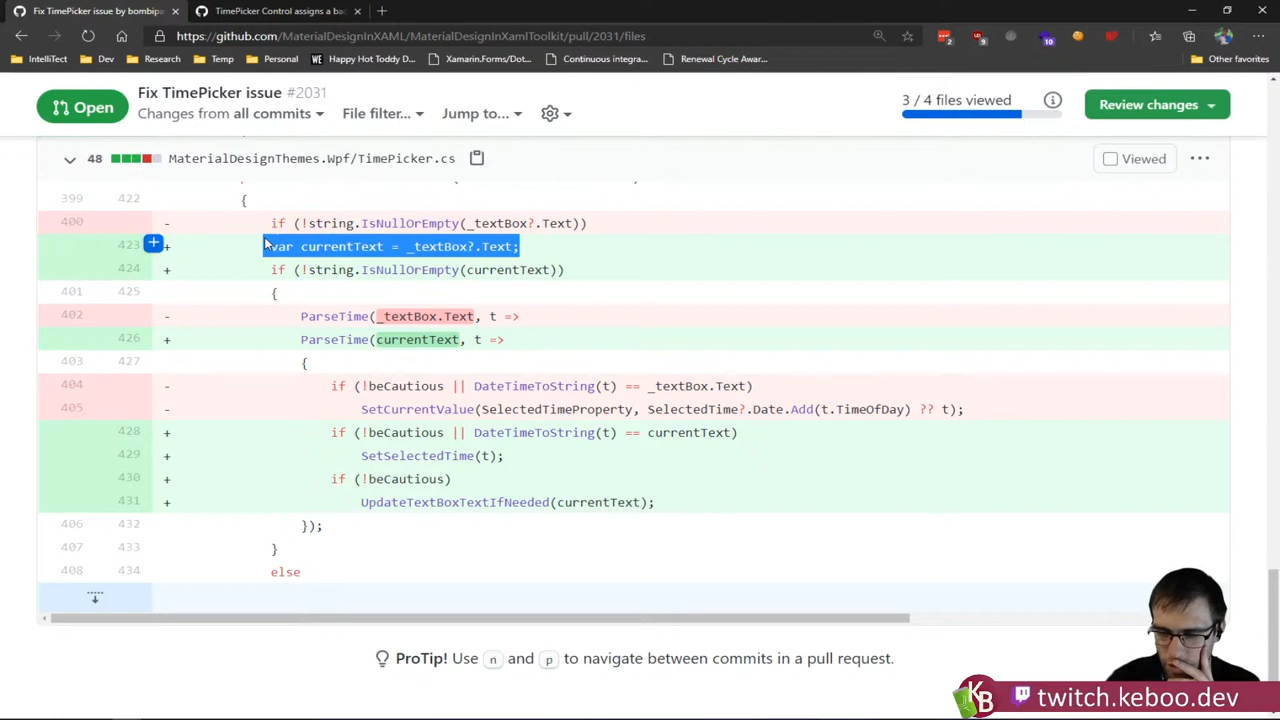 Fix TimePicker issue by bombipa
TimePicker Control assigns a bac
https://github.com/MaterialDesignInXAML/MaterialDesignInXamlToolkit/pull/2031/files
2
9
10
IntelliTect
Dev
Research
Temp
Personal
WE Happy Hot Toddy D...
Xamarin.Forms/Dot...
Continuous integra...
Renewal Cycle Awar...
Other favorites
Open
Fix TimePicker issue #2031
Changes from all commits
File filter...
Jump to...
3 / 4 files viewed
Review changes
48 MaterialDesignThemes.Wpf/TimePicker.cs
Viewed
399 422 {
400 - if (!string.IsNullOrEmpty(_textBox?.Text))
423 + var currentText = _textBox?.Text;
424 + if (!string.IsNullOrEmpty(currentText))
401 425 {
402 - ParseTime(_textBox.Text, t =>
426 + ParseTime(currentText, t =>
403 427 {
404 - if (!beCautious || DateTimeToString(t) == _textBox.Text)
405 - SetCurrentValue(SelectedTimeProperty, SelectedTime?.Date.Add(t.TimeOfDay) ?? t);
428 + if (!beCautious || DateTimeToString(t) == currentText)
429 + SetSelectedTime(t);
430 + if (!beCautious)
431 + UpdateTextBoxTextIfNeeded(currentText);
406 432 });
407 433 }
408 434 else
ProTip! Use n and p to navigate between commits in a pull request.
KB twitch.keboo.dev